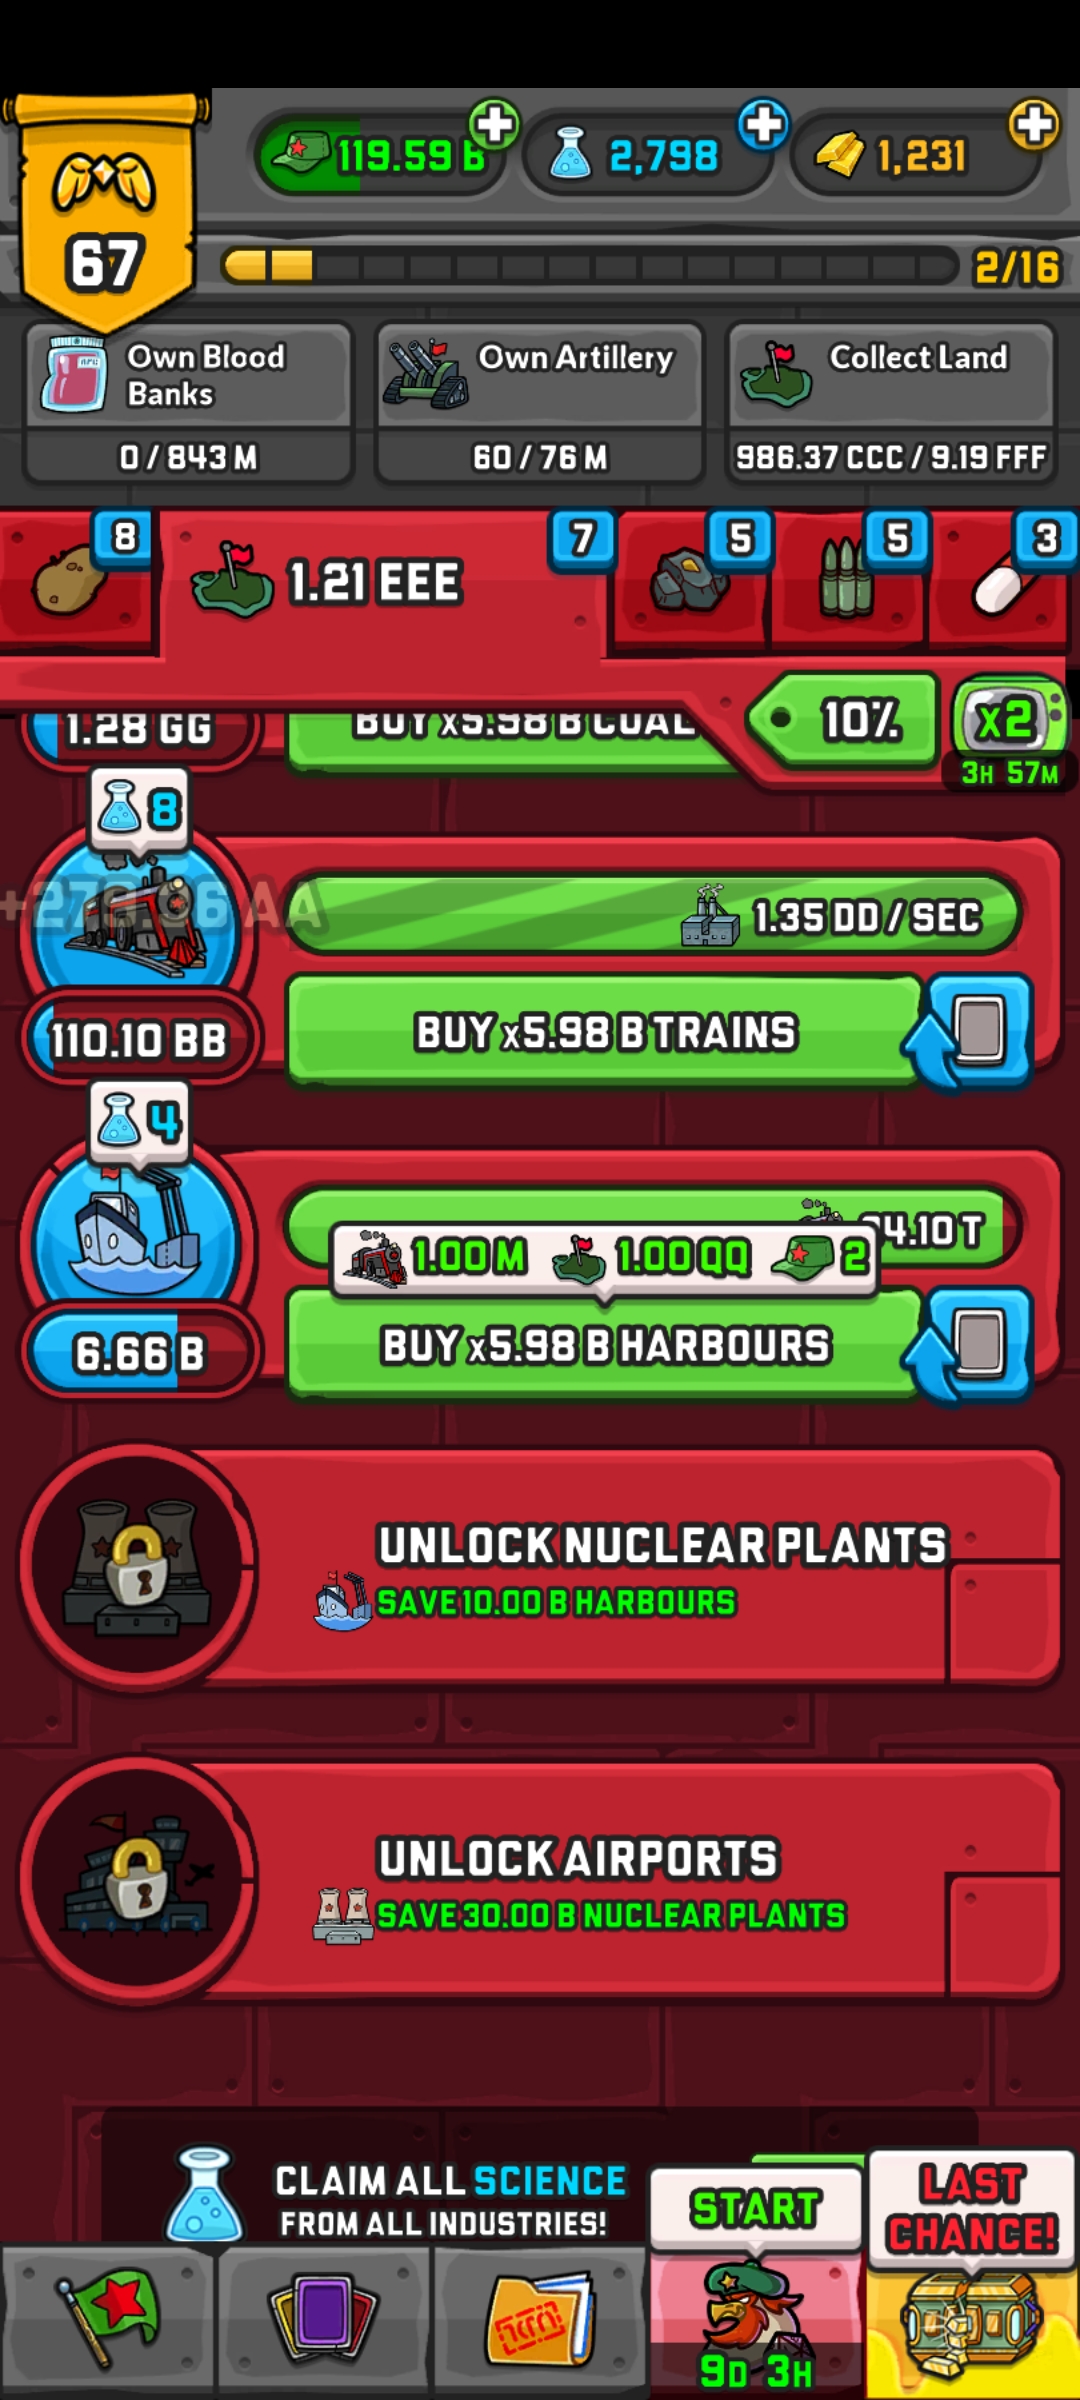 119.59 B
2,798
1,231
67
2/16
Own Blood
Banks
0 / 843 M
Own Artillery
60 / 76 M
Collect Land
986.37 CCC / 9.19 FFF
8
1.21 EEE
7
5
5
3
10%
x2
3H 57M
1.28 GG
BUY x5.98 B COAL
8
1.35 DD / SEC
110.10 BB
BUY x5.98 B TRAINS
4
4.10 T
1.00 M
1.00 QQ
2
6.66 B
BUY x5.98 B HARBOURS
UNLOCK NUCLEAR PLANTS
SAVE 10.00 B HARBOURS
UNLOCK AIRPORTS
SAVE 30.00 B NUCLEAR PLANTS
CLAIM ALL SCIENCE
FROM ALL INDUSTRIES!
START
LAST
CHANCE!
9D 3H